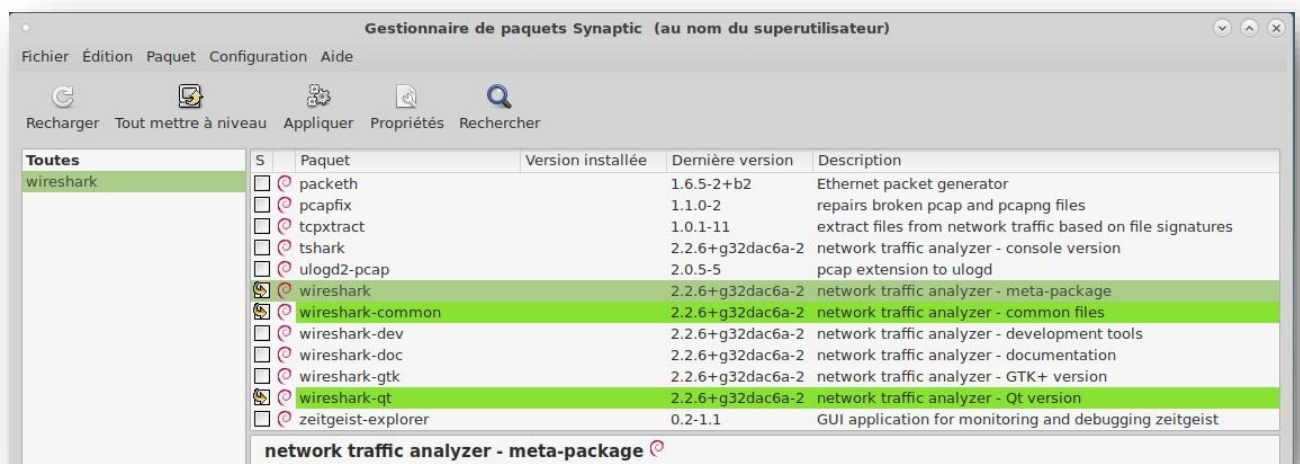 Gestionnaire de paquets Synaptic (au nom du superutilisateur)
Fichier Édition Paquet Configuration Aide
Recharger Tout mettre à niveau Appliquer Propriétés Rechercher
Toutes
wireshark
S Paquet Version installée Dernière version Description
packeth 1.6.5-2+b2 Ethernet packet generator
pcapfix 1.1.0-2 repairs broken pcap and pcapng files
tcpxtract 1.0.1-11 extract files from network traffic based on file signatures
tshark 2.2.6+g32dac6a-2 network traffic analyzer - console version
ulogd2-pcap 2.0.5-5 pcap extension to ulogd
wireshark 2.2.6+g32dac6a-2 network traffic analyzer - meta-package
wireshark-common 2.2.6+g32dac6a-2 network traffic analyzer - common files
wireshark-dev 2.2.6+g32dac6a-2 network traffic analyzer - development tools
wireshark-doc 2.2.6+g32dac6a-2 network traffic analyzer - documentation
wireshark-gtk 2.2.6+g32dac6a-2 network traffic analyzer - GTK+ version
wireshark-qt 2.2.6+g32dac6a-2 network traffic analyzer - Qt version
zeitgeist-explorer 0.2-1.1 GUI application for monitoring and debugging zeitgeist
network traffic analyzer - meta-package